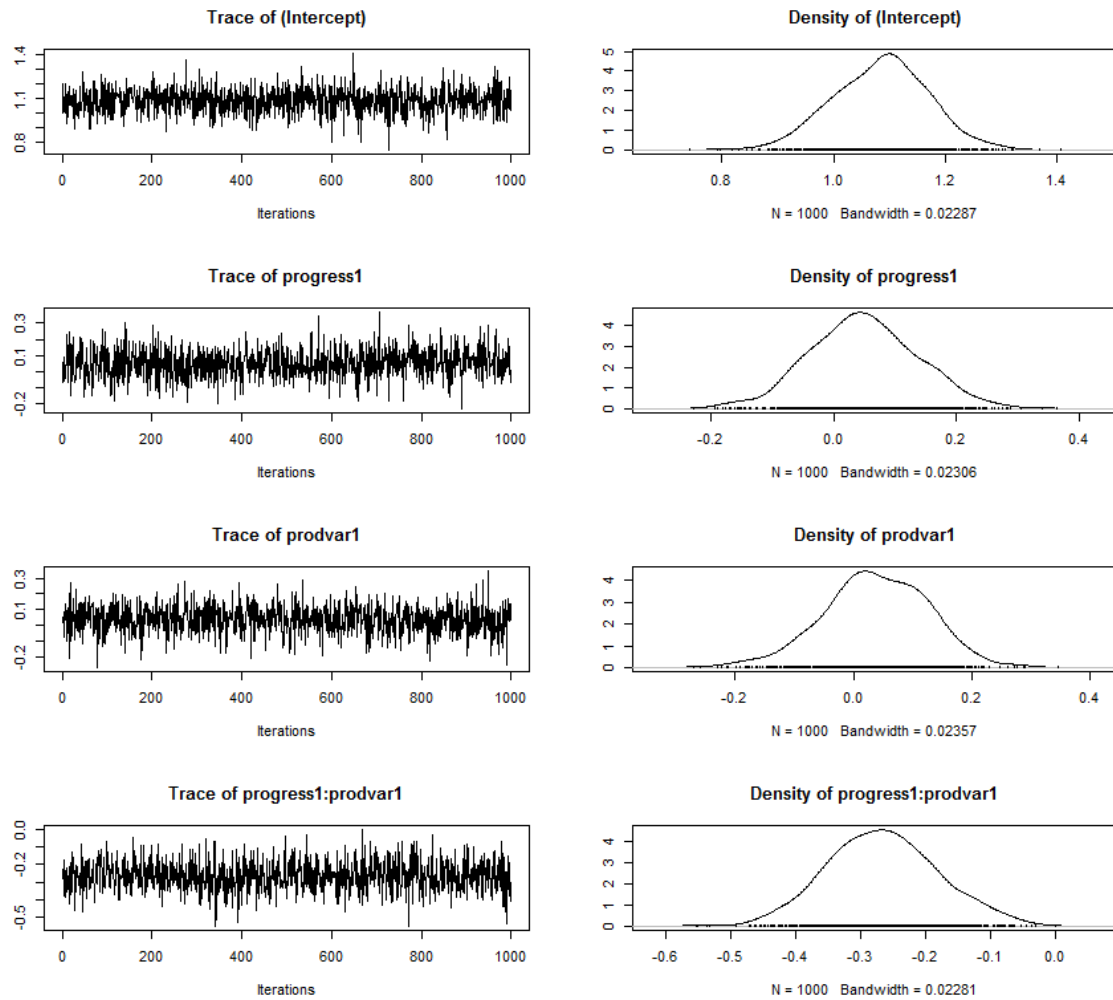 Trace of (Intercept)
1.4
1.1
0.8
0 200 400 600 800 1000
Iterations
Density of (Intercept)
5
4
3
2
1
0
0.8 1.0 1.2 1.4
N = 1000 Bandwidth = 0.02287
Trace of progress1
0.3
0.1
-0.2
0 200 400 600 800 1000
Iterations
Density of progress1
4
3
2
1
0
-0.2 0.0 0.2 0.4
N = 1000 Bandwidth = 0.02306
Trace of prodvar1
0.3
0.1
-0.2
0 200 400 600 800 1000
Iterations
Density of prodvar1
4
3
2
1
0
-0.2 0.0 0.2 0.4
N = 1000 Bandwidth = 0.02357
Trace of progress1:prodvar1
0.0
-0.2
-0.5
0 200 400 600 800 1000
Iterations
Density of progress1:prodvar1
4
3
2
1
0
-0.6 -0.5 -0.4 -0.3 -0.2 -0.1 0.0
N = 1000 Bandwidth = 0.02281